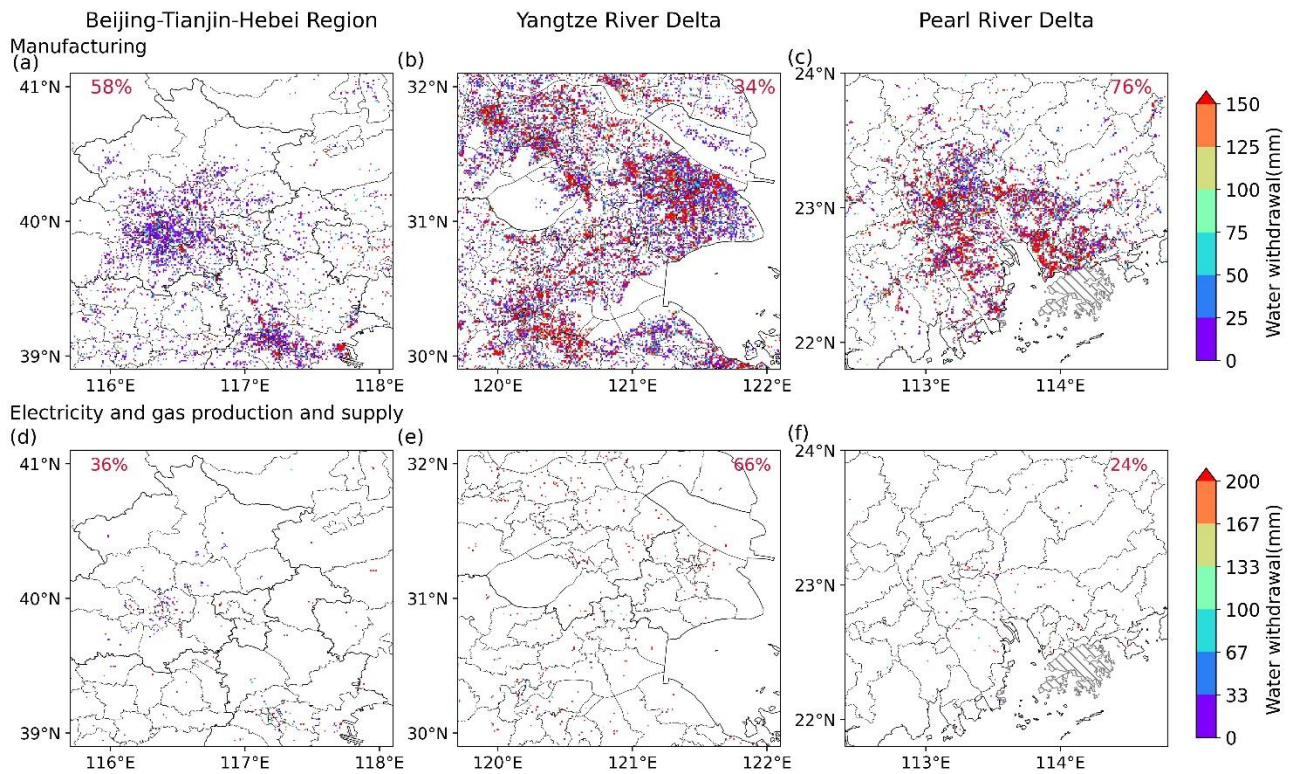 Beijing-Tianjin-Hebei Region
Yangtze River Delta
Pearl River Delta
Manufacturing
(a)
(b)
(c)
58%
34%
76%
41°N
40°N
39°N
116°E
117°E
118°E
32°N
31°N
30°N
120°E
121°E
122°E
24°N
23°N
22°N
113°E
114°E
150
125
100
75
50
25
0
Water withdrawal(mm)
Electricity and gas production and supply
(d)
(e)
(f)
36%
66%
24%
41°N
40°N
39°N
116°E
117°E
118°E
32°N
31°N
30°N
120°E
121°E
122°E
24°N
23°N
22°N
113°E
114°E
200
167
133
100
67
33
0
Water withdrawal(mm)